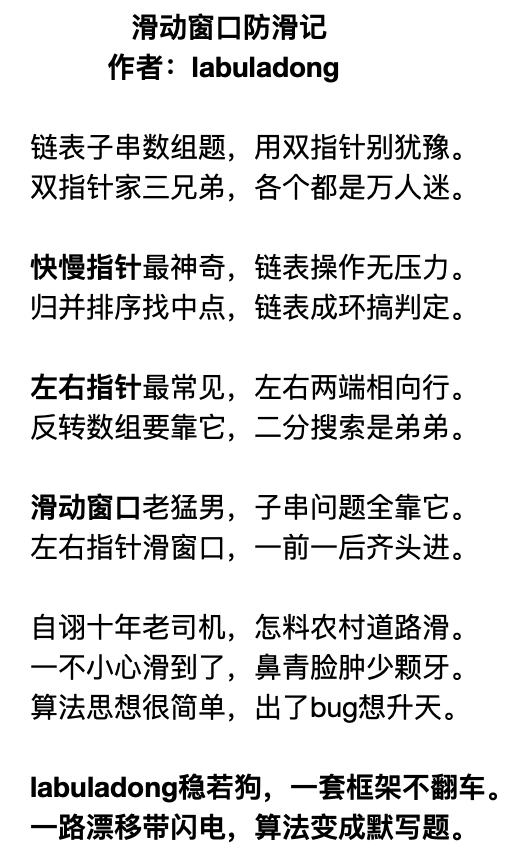 滑动窗口防滑记
作者：labuladong
链表子串数组题，用双指针别犹豫。
双指针家三兄弟，各个都是万人迷。
快慢指针最神奇，链表操作无压力。
归并排序找中点，链表成环搞判定。
左右指针最常见，左右两端相向行。
反转数组要靠它，二分搜索是弟弟。
滑动窗口老猛男，子串问题全靠它。
左右指针滑窗口，一前一后齐头进。
自诩十年老司机，怎料农村道路滑。
一不小心滑到了，鼻青脸肿少颗牙。
算法思想很简单，出了bug想升天。
labuladong稳若狗，一套框架不翻车。
一路漂移带闪电，算法变成默写题。